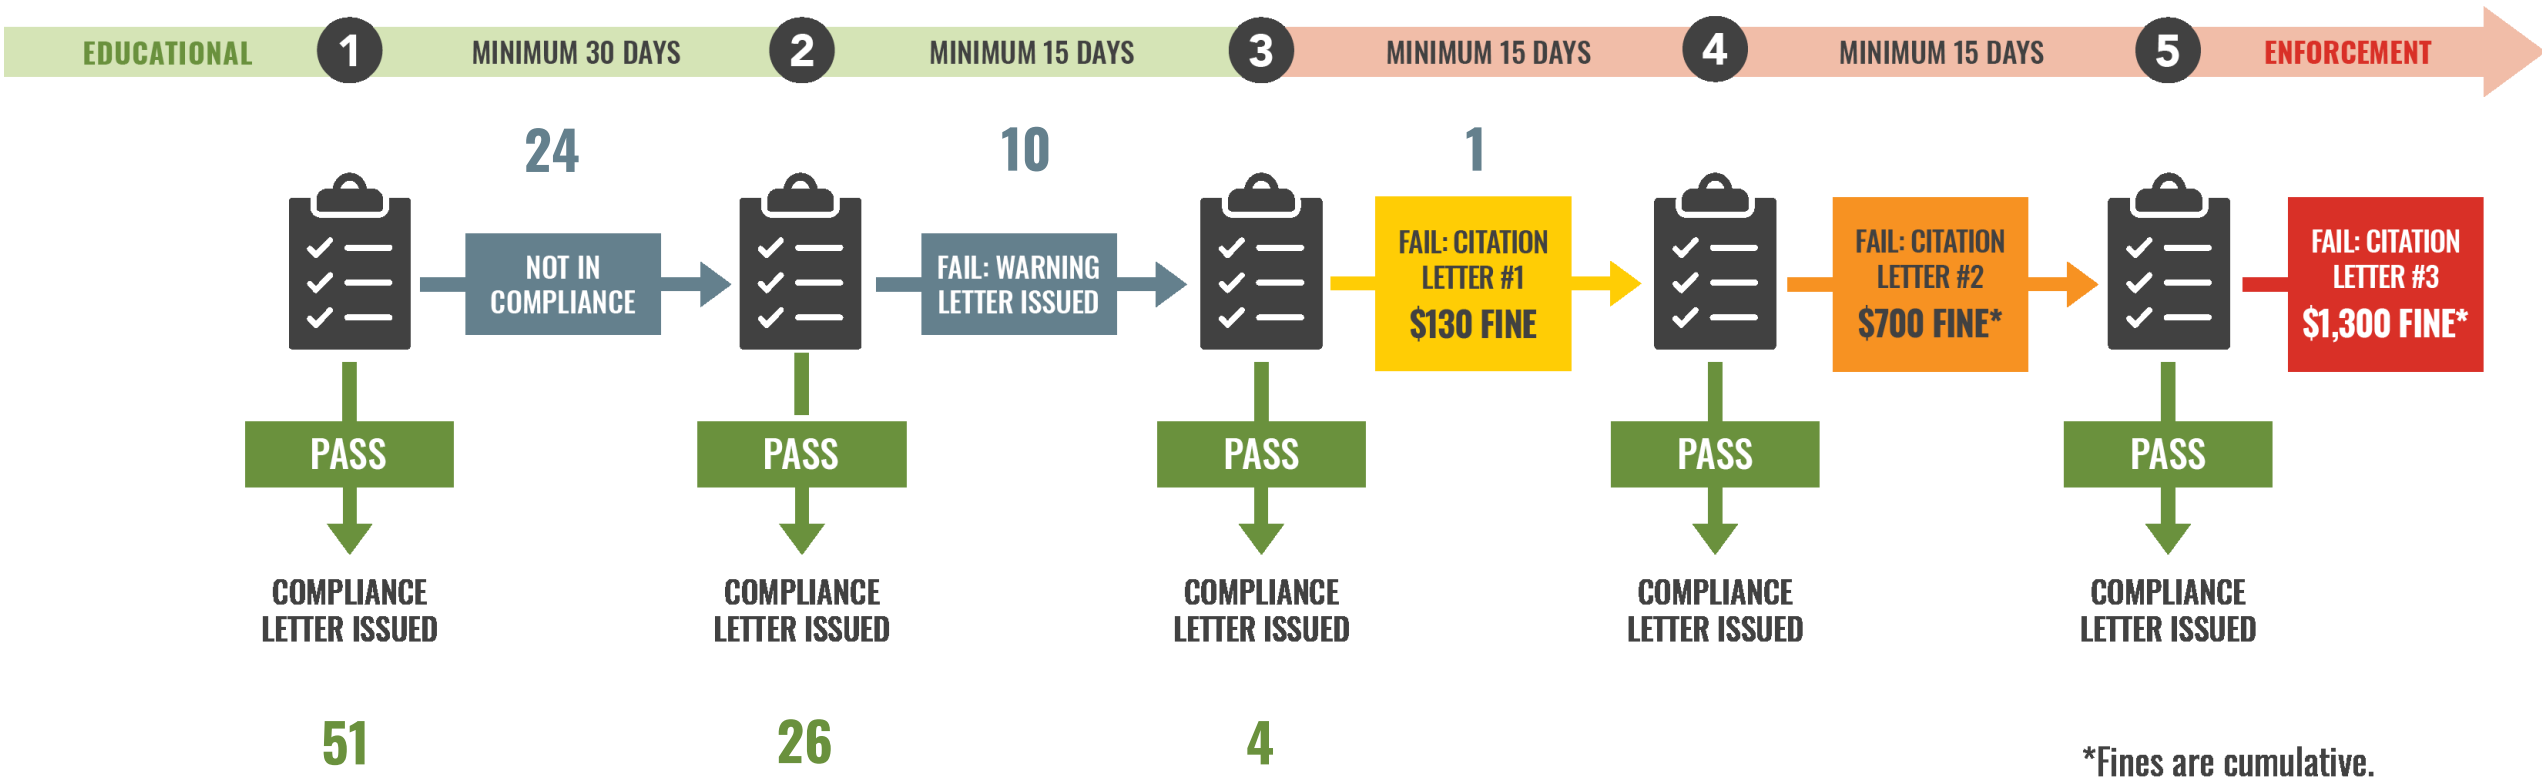 EDUCATIONAL 1 MINIMUM 30 DAYS 2 MINIMUM 15 DAYS 3 MINIMUM 15 DAYS 4 MINIMUM 15 DAYS 5 ENFORCEMENT
24
10
1
NOT IN
COMPLIANCE
FAIL: WARNING
LETTER ISSUED
FAIL: CITATION
LETTER #1
$130 FINE
FAIL: CITATION
LETTER #2
$700 FINE*
FAIL: CITATION
LETTER #3
$1,300 FINE*
PASS
PASS
PASS
PASS
PASS
COMPLIANCE
LETTER ISSUED
COMPLIANCE
LETTER ISSUED
COMPLIANCE
LETTER ISSUED
COMPLIANCE
LETTER ISSUED
COMPLIANCE
LETTER ISSUED
51
26
4
*Fines are cumulative.